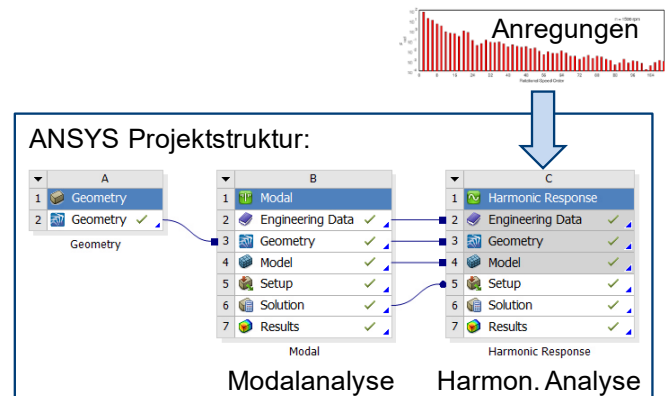 Anregungen
ANSYS Projektstruktur:
A
1 Geometry
2 Geometry
Geometry
B
1 Modal
2 Engineering Data
3 Geometry
4 Model
5 Setup
6 Solution
7 Results
Modal
Modalanalyse
C
1 Harmonic Response
2 Engineering Data
3 Geometry
4 Model
5 Setup
6 Solution
7 Results
Harmonic Response
Harmon. Analyse